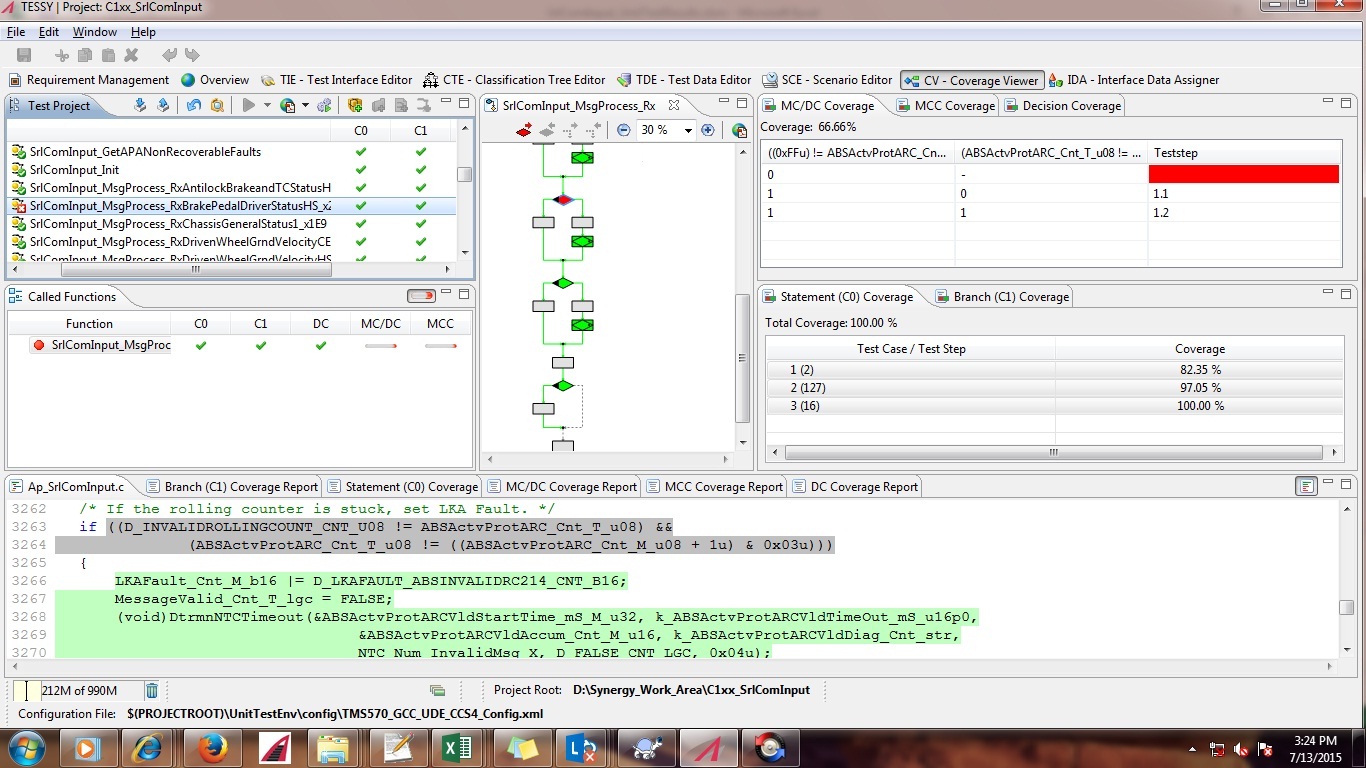 TESSY | Project: C1xx_SrlComInput
File Edit Window Help
Requirement Management Overview TIE - Test Interface Editor CTE - Classification Tree Editor TDE - Test Data Editor SCE - Scenario Editor CV - Coverage Viewer IDA - Interface Data Assigner
Test Project
C0 C1
SrlComInput_GetAPANonRecoverableFaults
SrlComInput_Init
SrlComInput_MsgProcess_RxAntilockBrakeandTCStatusH
SrlComInput_MsgProcess_RxBrakePedalDriverStatusHS_x2
SrlComInput_MsgProcess_RxChassisGeneralStatus1_x1E9
SrlComInput_MsgProcess_RxDrivenWheelGrndVelocityCE
SrlComInput_MsgProcess_RxDrivenWheelGrndVelocityHS
Called Functions
Function C0 C1 DC MC/DC MCC
SrlComInput_MsgProc
SrlComInput_MsgProcess_Rx
30 %
MC/DC Coverage MCC Coverage Decision Coverage
Coverage: 66.66%
((0xFFu) != ABSActvProtARC_Cn... (ABSActvProtARC_Cnt_T_u08 != ... Teststep
0 -
1 0 1.1
1 1 1.2
Statement (C0) Coverage Branch (C1) Coverage
Total Coverage: 100.00 %
Test Case / Test Step Coverage
1 (2) 82.35 %
2 (127) 97.05 %
3 (16) 100.00 %
Ap_SrlComInput.c Branch (C1) Coverage Report Statement (C0) Coverage MC/DC Coverage Report MCC Coverage Report DC Coverage Report
3262 /* If the rolling counter is stuck, set LKA Fault. */
3263 if ((D_INVALIDROLLINGCOUNT_CNT_U08 != ABSActvProtARC_Cnt_T_u08) &&
3264 (ABSActvProtARC_Cnt_T_u08 != ((ABSActvProtARC_Cnt_M_u08 + 1u) & 0x03u)))
3265 {
3266 LKAFault_Cnt_M_b16 |= D_LKAFAULT_ABSINVALIDRC214_CNT_B16;
3267 MessageValid_Cnt_T_lgc = FALSE;
3268 (void)DtrmnNTCTimeout(&ABSActvProtARCVldStartTime_mS_M_u32, k_ABSActvProtARCVldTimeOut_mS_u16p0,
3269 &ABSActvProtARCVldAccum_Cnt_M_u16, k_ABSActvProtARCVldDiag_Cnt_str,
3270 NTC_Num_InvalidMsg_X, D_FALSE_CNT_LGC, 0x04u);
212M of 990M Project Root: D:\Synergy_Work_Area\C1xx_SrlComInput
Configuration File: $(PROJECTROOT)\UnitTestEnv\config\TMS570_GCC_UDE_CCS4_Config.xml
3:24 PM
7/13/2015